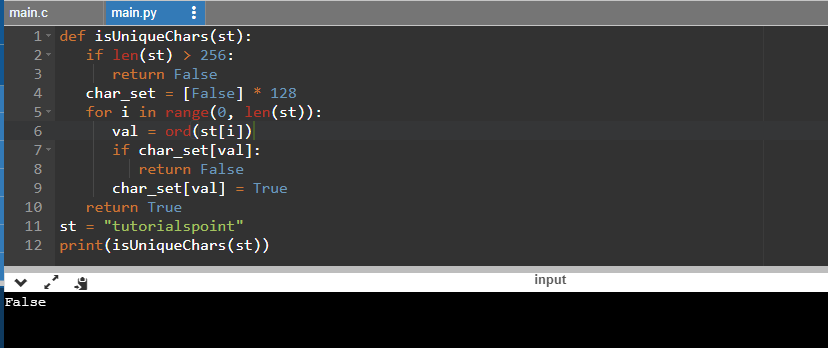 main.c main.py
1 def isUniqueChars(st):
2 if len(st) > 256:
3 return False
4 char_set = [False] * 128
5 for i in range(0, len(st)):
6 val = ord(st[i])
7 if char_set[val]:
8 return False
9 char_set[val] = True
10 return True
11 st = "tutorialspoint"
12 print(isUniqueChars(st))
input
False